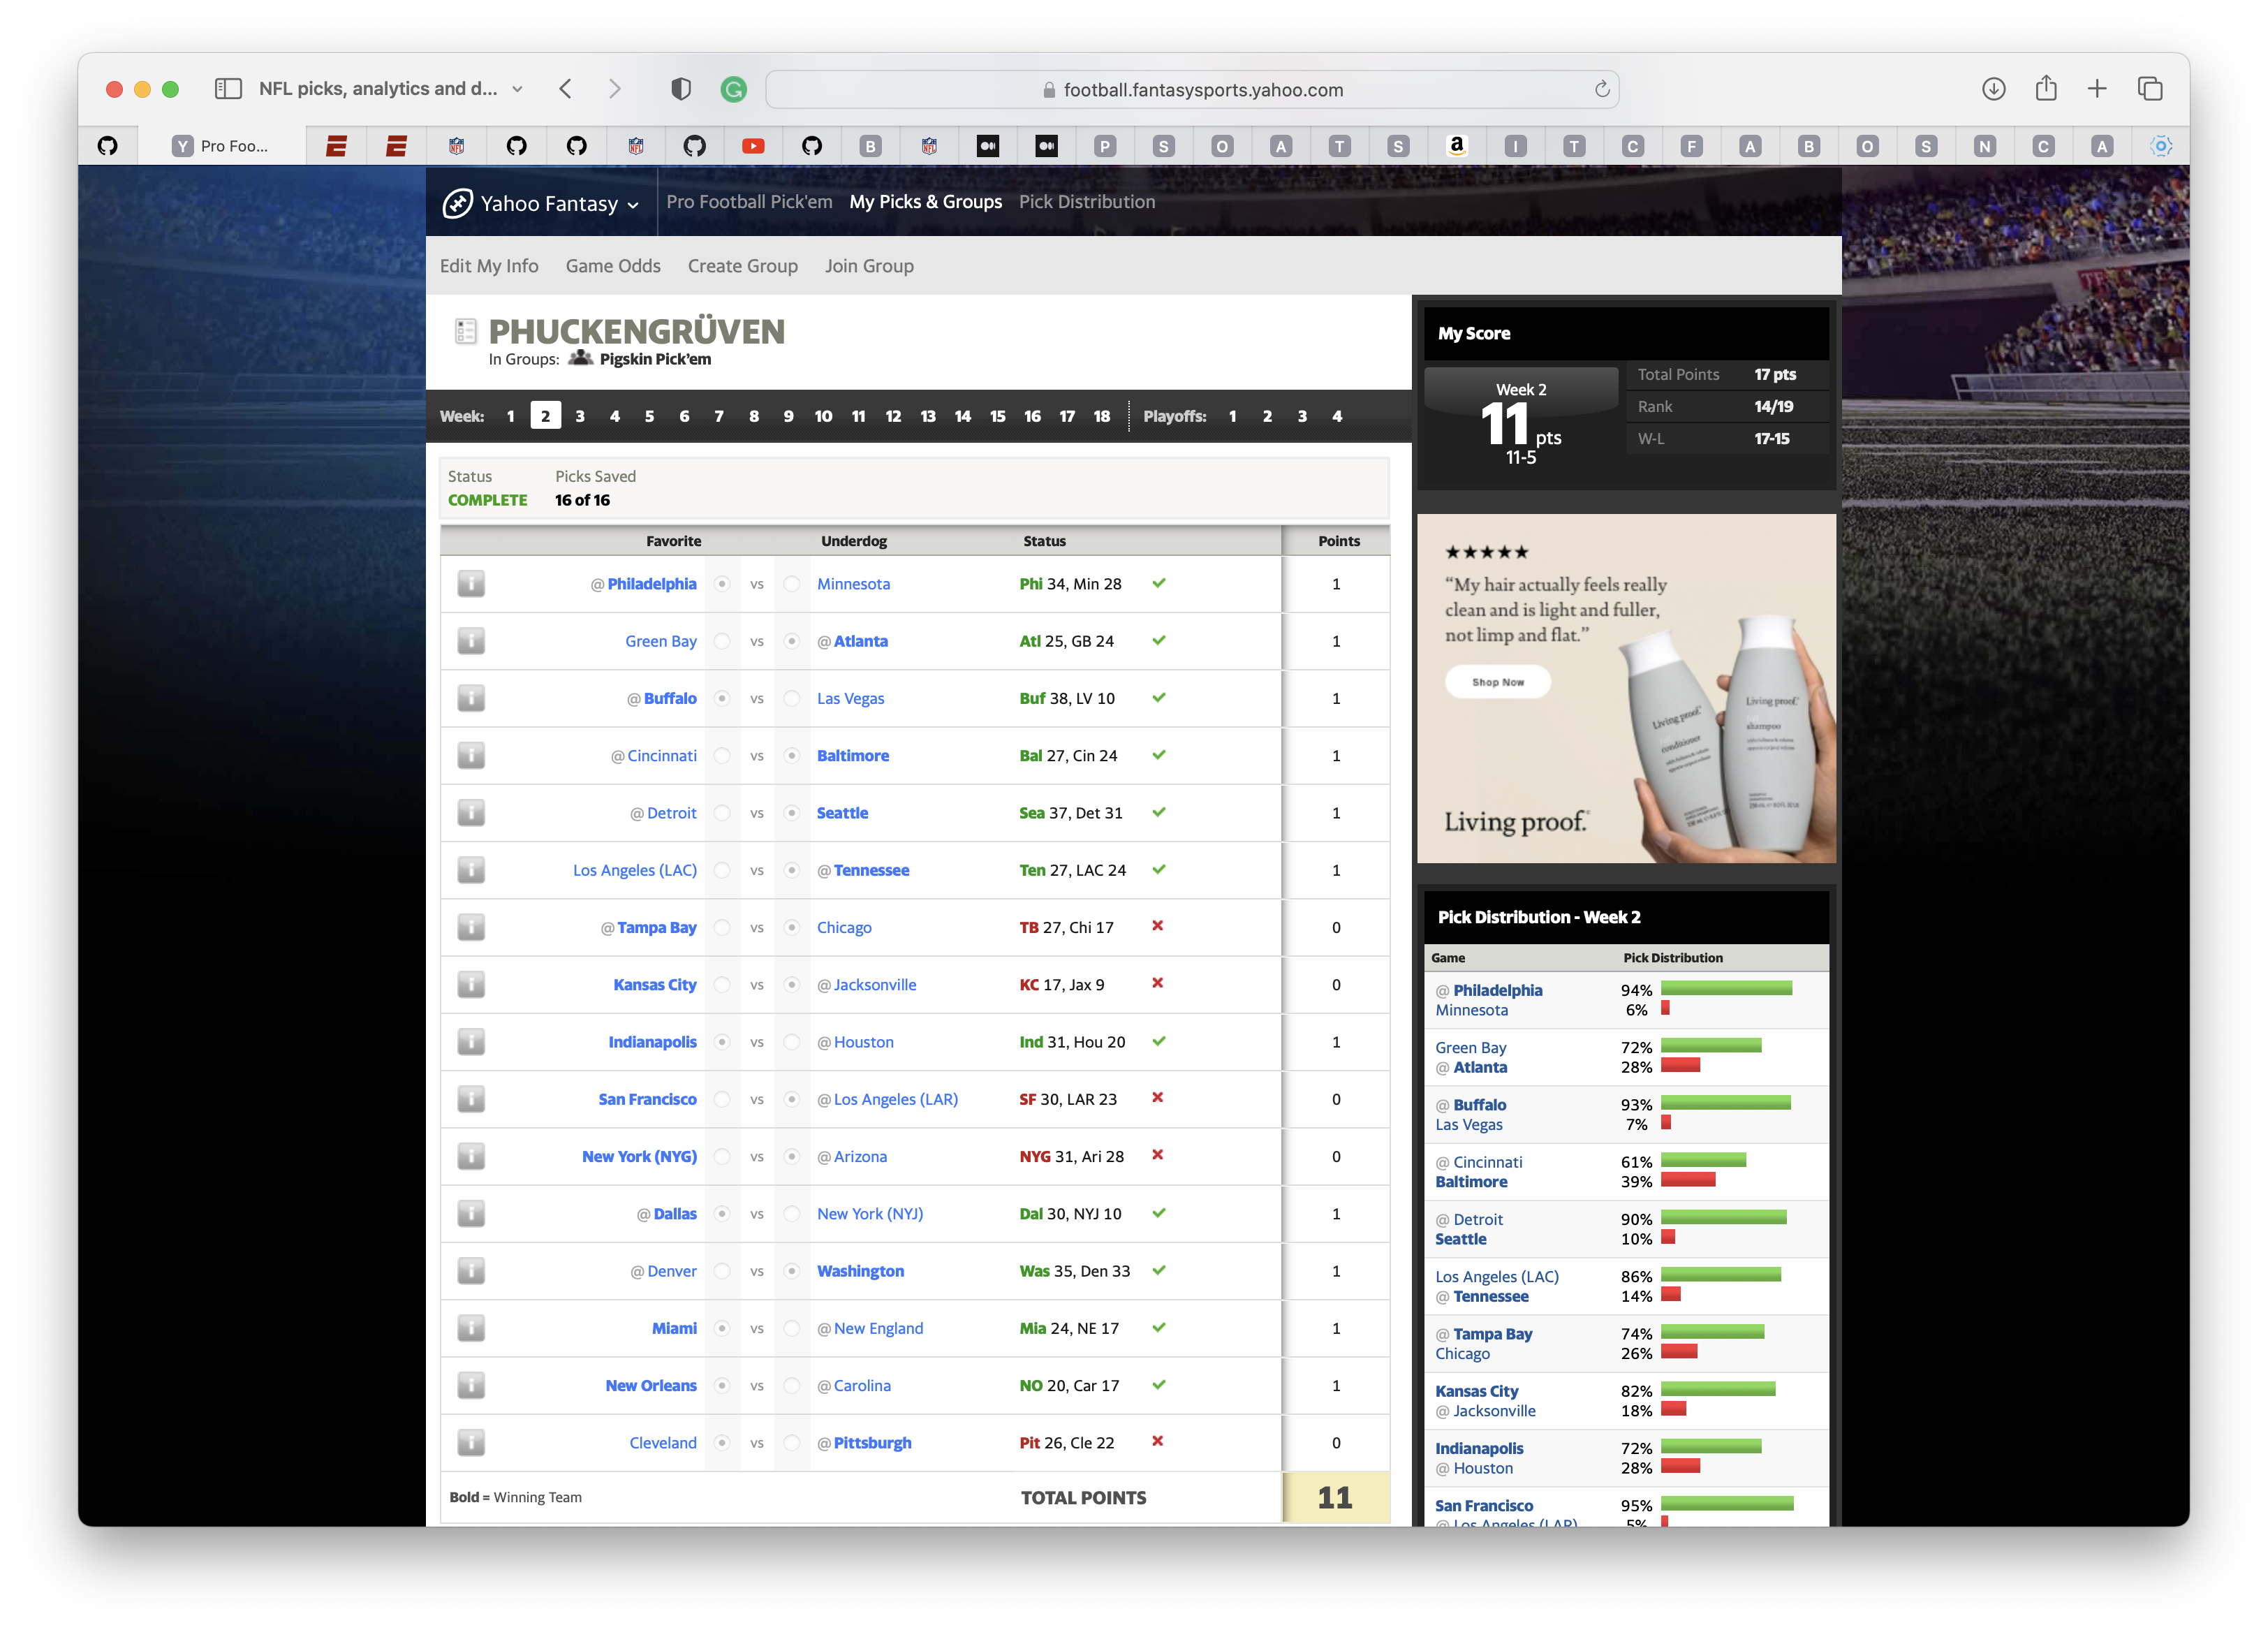 NFL picks, analytics and d...
football.fantasysports.yahoo.com
Y Pro Foo...
B P S O A T S a I T C F A B O S N C A
Yahoo Fantasy
Pro Football Pick'em My Picks & Groups Pick Distribution
Edit My Info Game Odds Create Group Join Group
PHUCKENGRÜVEN
In Groups: Pigskin Pick'em
Week: 1 2 3 4 5 6 7 8 9 10 11 12 13 14 15 16 17 18 Playoffs: 1 2 3 4
Status Picks Saved
COMPLETE 16 of 16
Favorite Underdog Status Points
@ Philadelphia vs Minnesota Phi 34, Min 28 1
Green Bay vs @ Atlanta Atl 25, GB 24 1
@ Buffalo vs Las Vegas Buf 38, LV 10 1
@ Cincinnati vs Baltimore Bal 27, Cin 24 1
@ Detroit vs Seattle Sea 37, Det 31 1
Los Angeles (LAC) vs @ Tennessee Ten 27, LAC 24 1
@ Tampa Bay vs Chicago TB 27, Chi 17 0
Kansas City vs @ Jacksonville KC 17, Jax 9 0
Indianapolis vs @ Houston Ind 31, Hou 20 1
San Francisco vs @ Los Angeles (LAR) SF 30, LAR 23 0
New York (NYG) vs @ Arizona NYG 31, Ari 28 0
@ Dallas vs New York (NYJ) Dal 30, NYJ 10 1
@ Denver vs Washington Was 35, Den 33 1
Miami vs @ New England Mia 24, NE 17 1
New Orleans vs @ Carolina NO 20, Car 17 1
Cleveland vs @ Pittsburgh Pit 26, Cle 22 0
Bold = Winning Team TOTAL POINTS 11
My Score
Week 2
11 pts
11-5
Total Points 17 pts
Rank 14/19
W-L 17-15
"My hair actually feels really
clean and is light and fuller,
not limp and flat."
Shop Now
Living proof.
conditioner
Living proof.
shampoo
Living proof.
Pick Distribution - Week 2
Game Pick Distribution
@ Philadelphia 94%
Minnesota 6%
Green Bay 72%
@ Atlanta 28%
@ Buffalo 93%
Las Vegas 7%
@ Cincinnati 61%
Baltimore 39%
@ Detroit 90%
Seattle 10%
Los Angeles (LAC) 86%
@ Tennessee 14%
@ Tampa Bay 74%
Chicago 26%
Kansas City 82%
@ Jacksonville 18%
Indianapolis 72%
@ Houston 28%
San Francisco 95%
@ Los Angeles (LAR) 5%